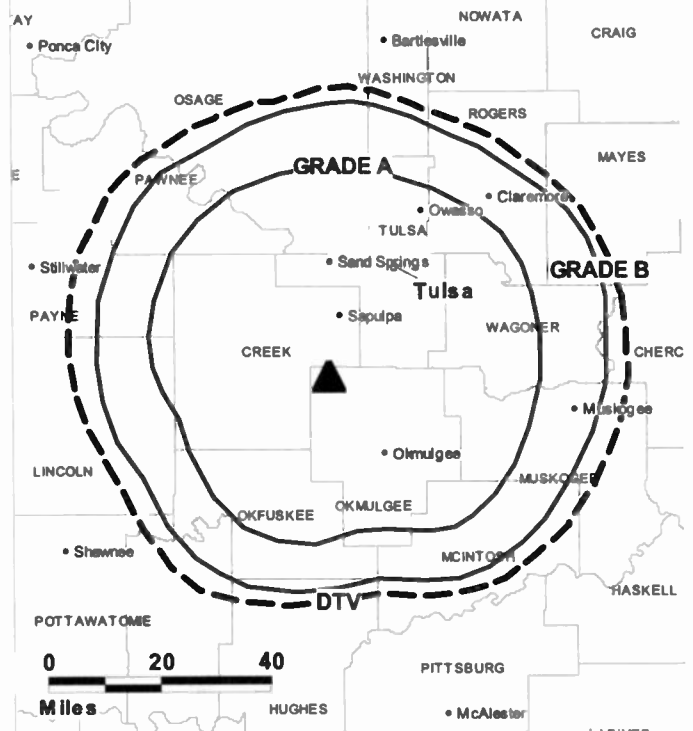 AY
NOWATA
Ponca City
Bartlesville
CRAIG
WASHINGTON
OSAGE
ROGERS
MAYES
GRADE A
E
PAWNEE
Claremore
Owasso
TULSA
Sand Springs
Stillwater
GRADE B
Tulsa
PAYNE
Sapulpa
WAGONER
CREEK
CHERC
Muskogee
Okmulgee
LINCOLN
MUSKOGEE
OKMULGEE
OKFUSKEE
Shawnee
MCINTOSH
HASKELL
DTV
POTTAWATOMIE
0 20 40
Miles
PITTSBURG
HUGHES
McAlester